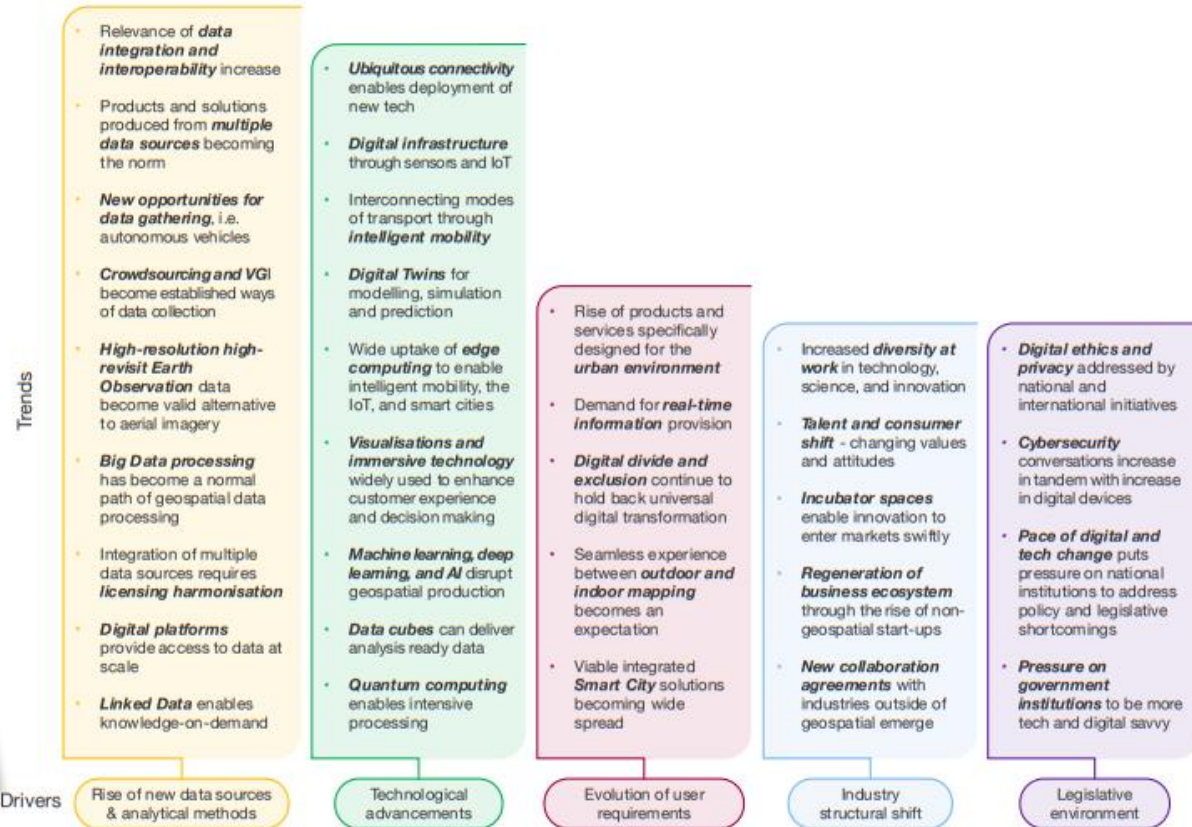 Trends
Relevance of data
integration and
interoperability increase
Products and solutions
produced from multiple
data sources becoming
the norm
New opportunities for
data gathering, i.e.
autonomous vehicles
Crowdsourcing and VGI
become established ways
of data collection
High-resolution high-
revisit Earth
Observation data
become valid alternative
to aerial imagery
Big Data processing
has become a normal
path of geospatial data
processing
Integration of multiple
data sources requires
licensing harmonisation
Digital platforms
provide access to data at
scale
Linked Data enables
knowledge-on-demand
Ubiquitous connectivity
enables deployment of
new tech
Digital infrastructure
through sensors and IoT
Interconnecting modes
of transport through
intelligent mobility
Digital Twins for
modelling, simulation
and prediction
Wide uptake of edge
computing to enable
intelligent mobility, the
IoT, and smart cities
Visualisations and
immersive technology
widely used to enhance
customer experience
and decision making
Machine learning, deep
learning, and AI disrupt
geospatial production
Data cubes can deliver
analysis ready data
Quantum computing
enables intensive
processing
Rise of products and
services specifically
designed for the
urban environment
Demand for real-time
information provision
Digital divide and
exclusion continue to
hold back universal
digital transformation
Seamless experience
between outdoor and
indoor mapping
becomes an
expectation
Viable integrated
Smart City solutions
becoming wide
spread
Increased diversity at
work in technology,
science, and innovation
Talent and consumer
shift - changing values
and attitudes
Incubator spaces
enable innovation to
enter markets swiftly
Regeneration of
business ecosystem
through the rise of non-
geospatial start-ups
New collaboration
agreements with
industries outside of
geospatial emerge
Digital ethics and
privacy addressed by
national and
international initiatives
Cybersecurity
conversations increase
in tandem with increase
in digital devices
Pace of digital and
tech change puts
pressure on national
institutions to address
policy and legislative
shortcomings
Pressure on
government
institutions to be more
tech and digital savvy
Drivers
Rise of new data sources
& analytical methods
Technological
advancements
Evolution of user
requirements
Industry
structural shift
Legislative
environment